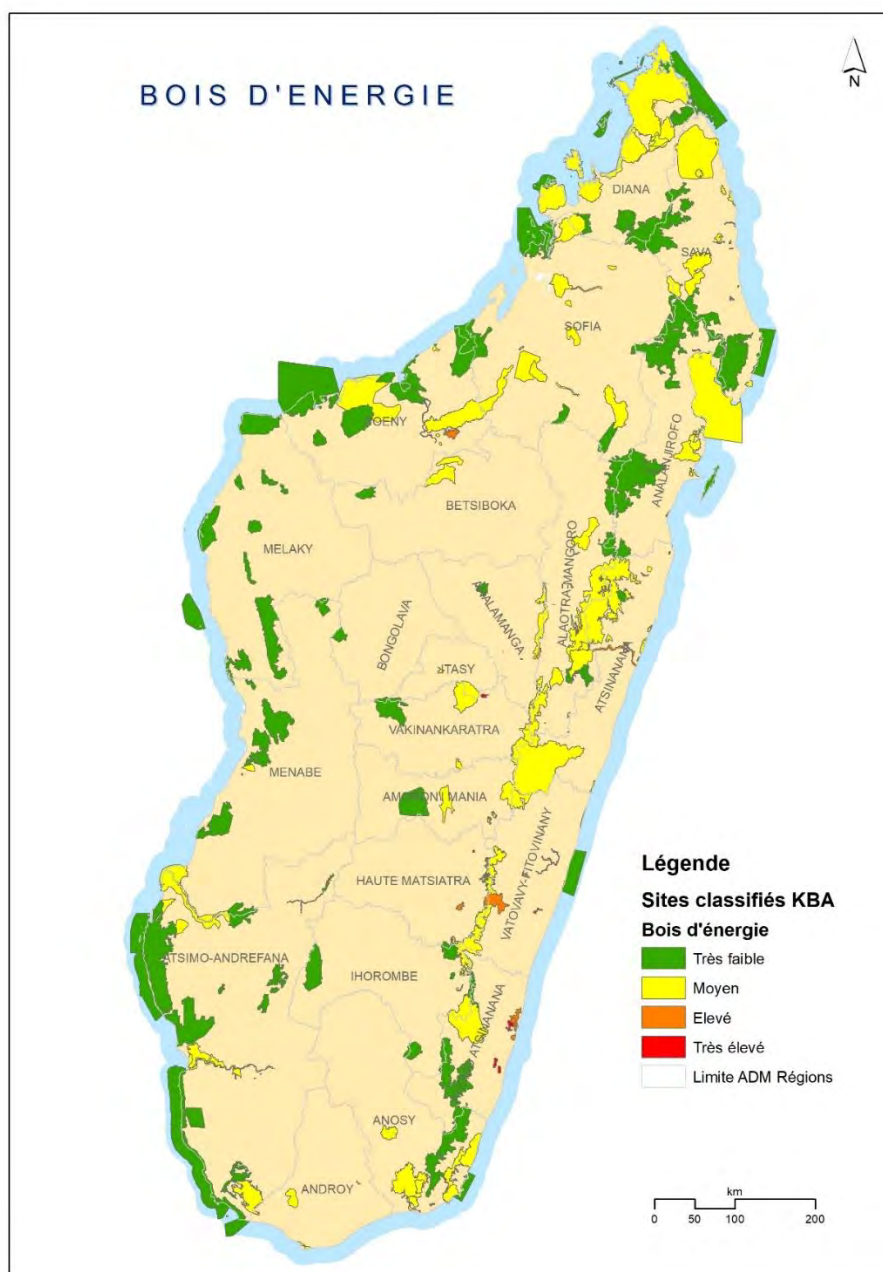 BOIS D'ENERGIE
N
DIANA
SAVA
SOFIA
BOENY
ANALANJIROFO
BETSIBOKA
MELAKY
ALAOTRA-MANGORO
ANALAMANGA
BONGOLAVA
ITASY
ATSINANANA
VAKINANKARATRA
MENABE
AMORON'I MANIA
HAUTE MATSIATRA
VATOVAVY-FITOVINANY
ATSIMO-ANDREFANA
IHOROMBE
ATSINANANA
ANOSY
ANDROY
Légende
Sites classifiés KBA
Bois d'énergie
Très faible
Moyen
Elevé
Très élevé
Limite ADM Régions
km
0 50 100 200